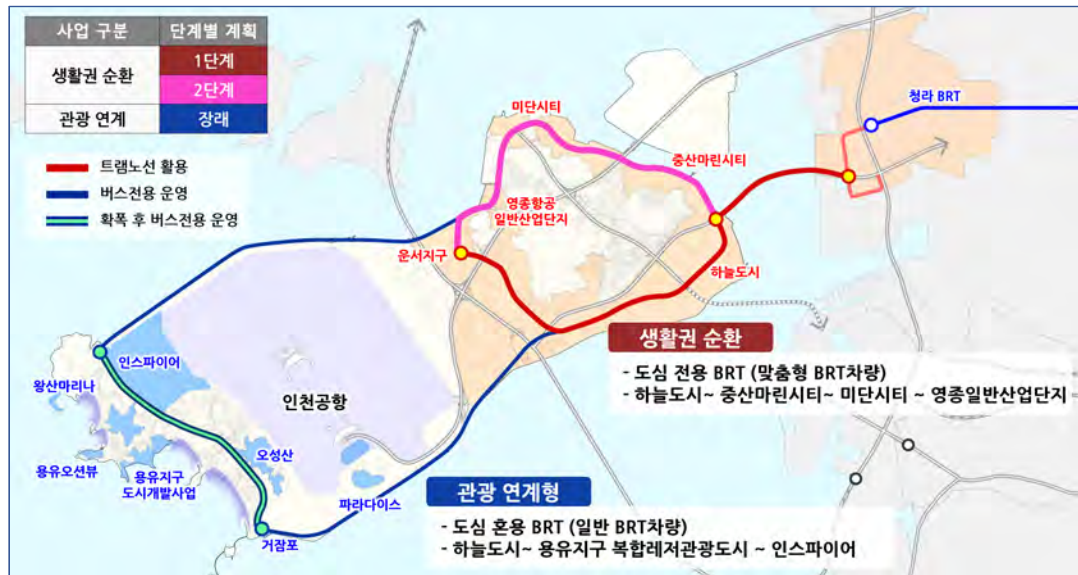 사업 구분 단계별 계획
생활권 순환 1단계
2단계
관광 연계 장래
트램노선 활용
버스전용 운영
확폭 후 버스전용 운영
미단시티
청라 BRT
중산마린시티
영종항공
일반산업단지
운서지구
하늘도시
생활권 순환
- 도심 전용 BRT (맞춤형 BRT차량)
- 하늘도시~ 중산마린시티~ 미단시티 ~ 영종일반산업단지
인스파이어
왕산마리나
인천공항
용유오션뷰
용유지구
도시개발사업
오성산
파라다이스
거잠포
관광 연계형
- 도심 혼용 BRT (일반 BRT차량)
- 하늘도시~ 용유지구 복합레저관광도시 ~ 인스파이어